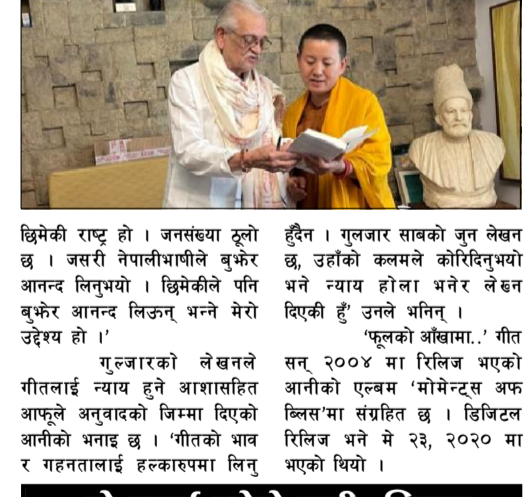 छिमेकी राष्ट्र हो । जनसंख्या ठूलो
छ । जसरी नेपालीभाषीले बुझेर
आनन्द लिनुभयो । छिमेकीले पनि
बुझेर आनन्द लिऊन् भन्ने मेरो
उद्देश्य हो ।'
गुल्जारको लेखनले
गीतलाई न्याय हुने आशासहित
आफूले अनुवादको जिम्मा दिएको
आनीको भनाइ छ । 'गीतको भाव
र गहनतालाई हल्कारुपमा लिनु
हुँदैन । गुलजार साबको जुन लेखन
छ, उहाँको कलमले कोरिदिनुभयो
भने न्याय होला भनेर लेख्न
दिएकी हुँ' उनले भनिन् ।
'फूलको आँखामा..' गीत
सन् २००४ मा रिलिज भएको
आनीको एल्बम 'मोमेन्ट्स अफ
ब्लिस'मा संग्रहित छ । डिजिटल
रिलिज भने मे २३, २०२० मा
भएको थियो ।